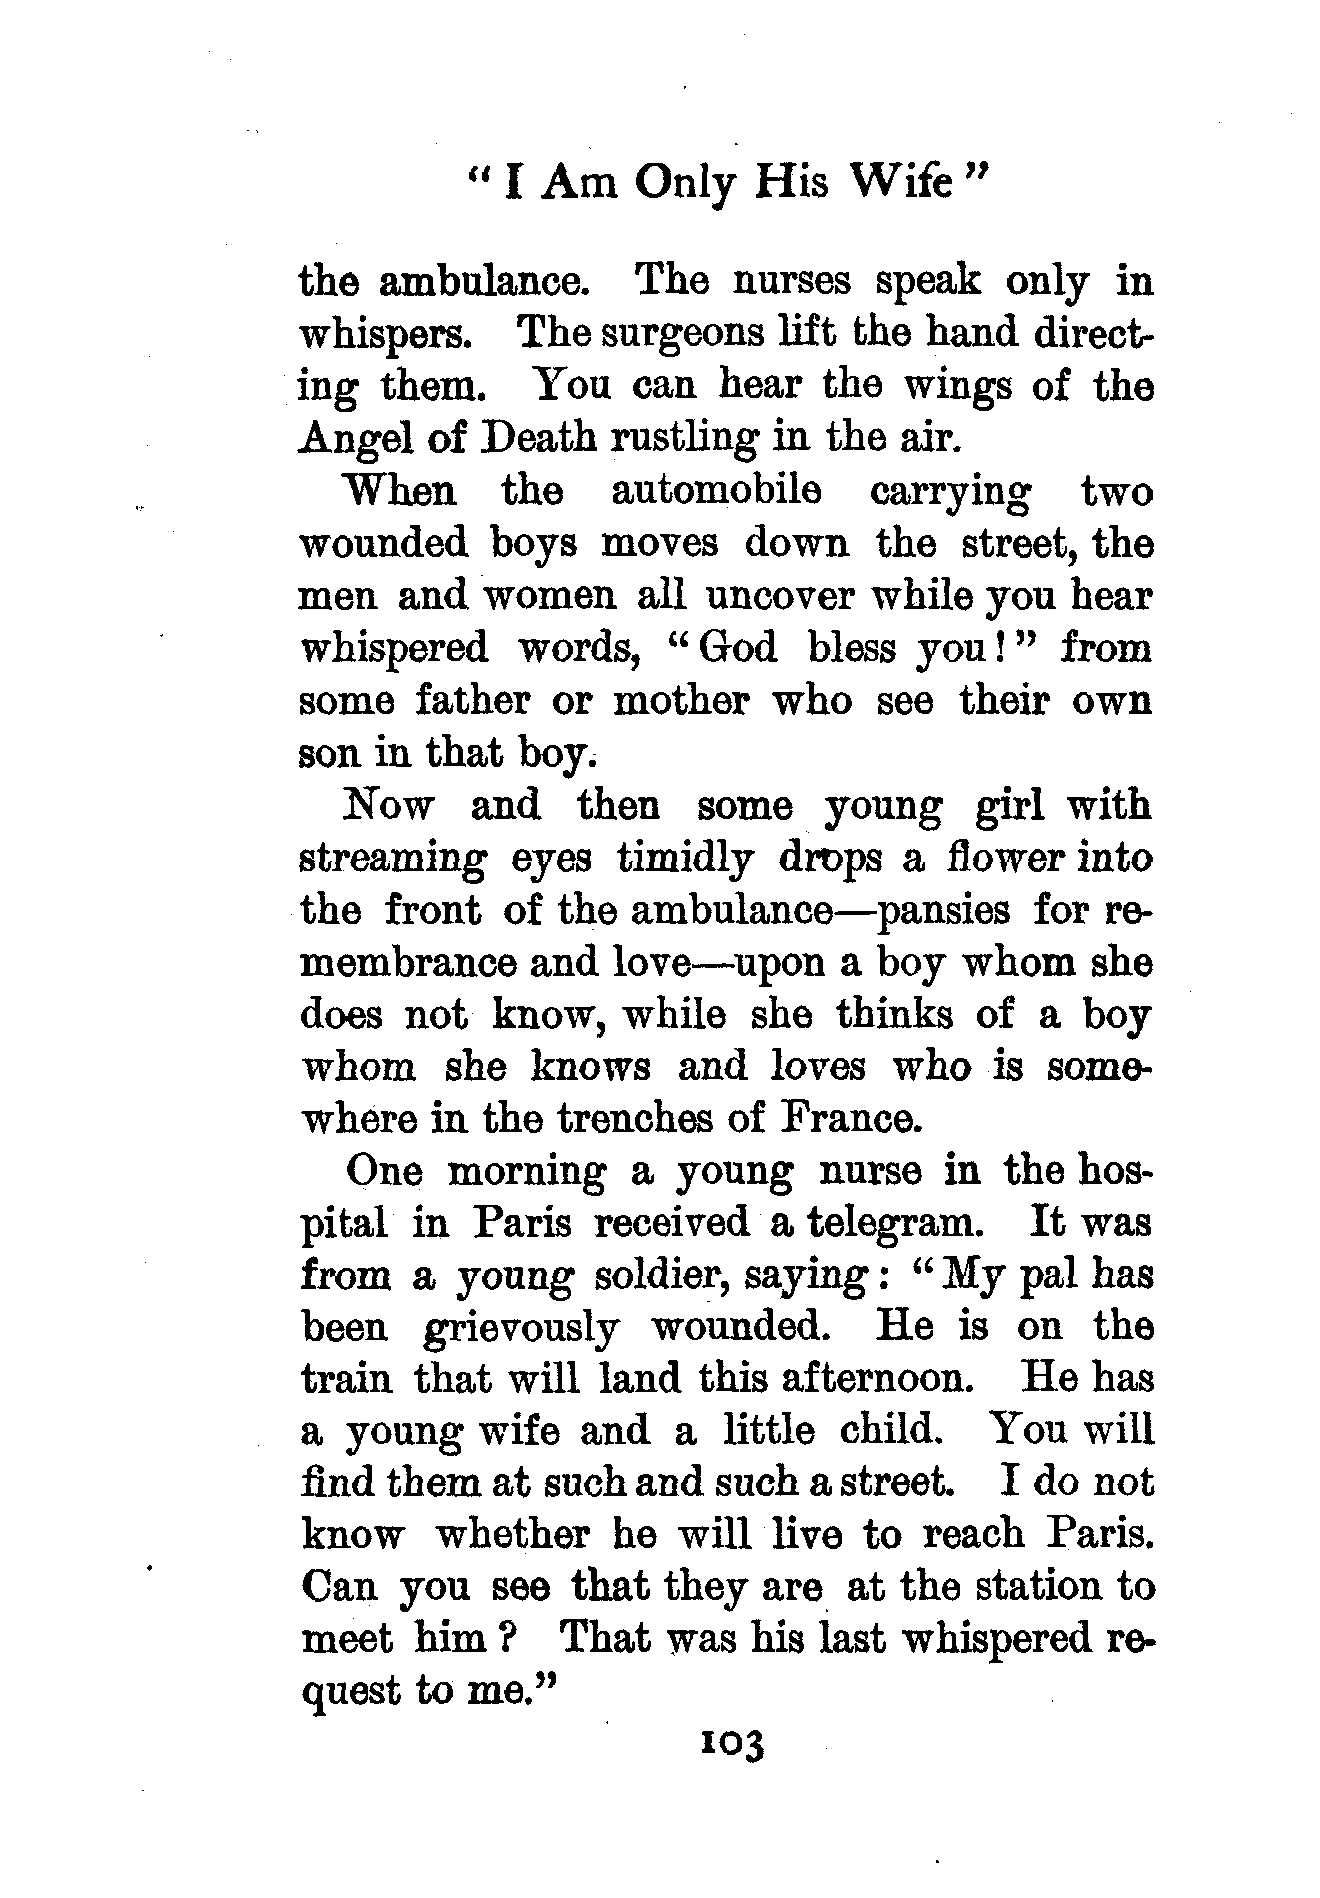 “ I Am Only His Wife ”
the ambulance. The nurses speak only in
whispers. The surgeons lift the hand direct-
ing them. You can hear the wings of the
Angel of Death rustling in the air.
When the automobile carrying two
wounded boys moves down the street, the
men and women all uncover while you hear
whispered words, “ God bless you! ” from
some father or mother who see their own
son in that boy.
Now and then some young girl with
streaming eyes timidly drops a flower into
the front of the ambulance—pansies for re-
membrance and love—upon a boy whom she
does not know, while she thinks of a boy
whom she knows and loves who is some-
where in the trenches of France.
One morning a young nurse in the hos-
pital in Paris received a telegram. It was
from a young soldier, saying : “ My pal has
been grievously wounded. He is on the
train that will land this afternoon. He has
a young wife and a little child. You will
find them at such and such a street. I do not
know whether he will live to reach Paris.
Can you see that they are at the station to
meet him ? That was his last whispered re-
quest to me.”
103